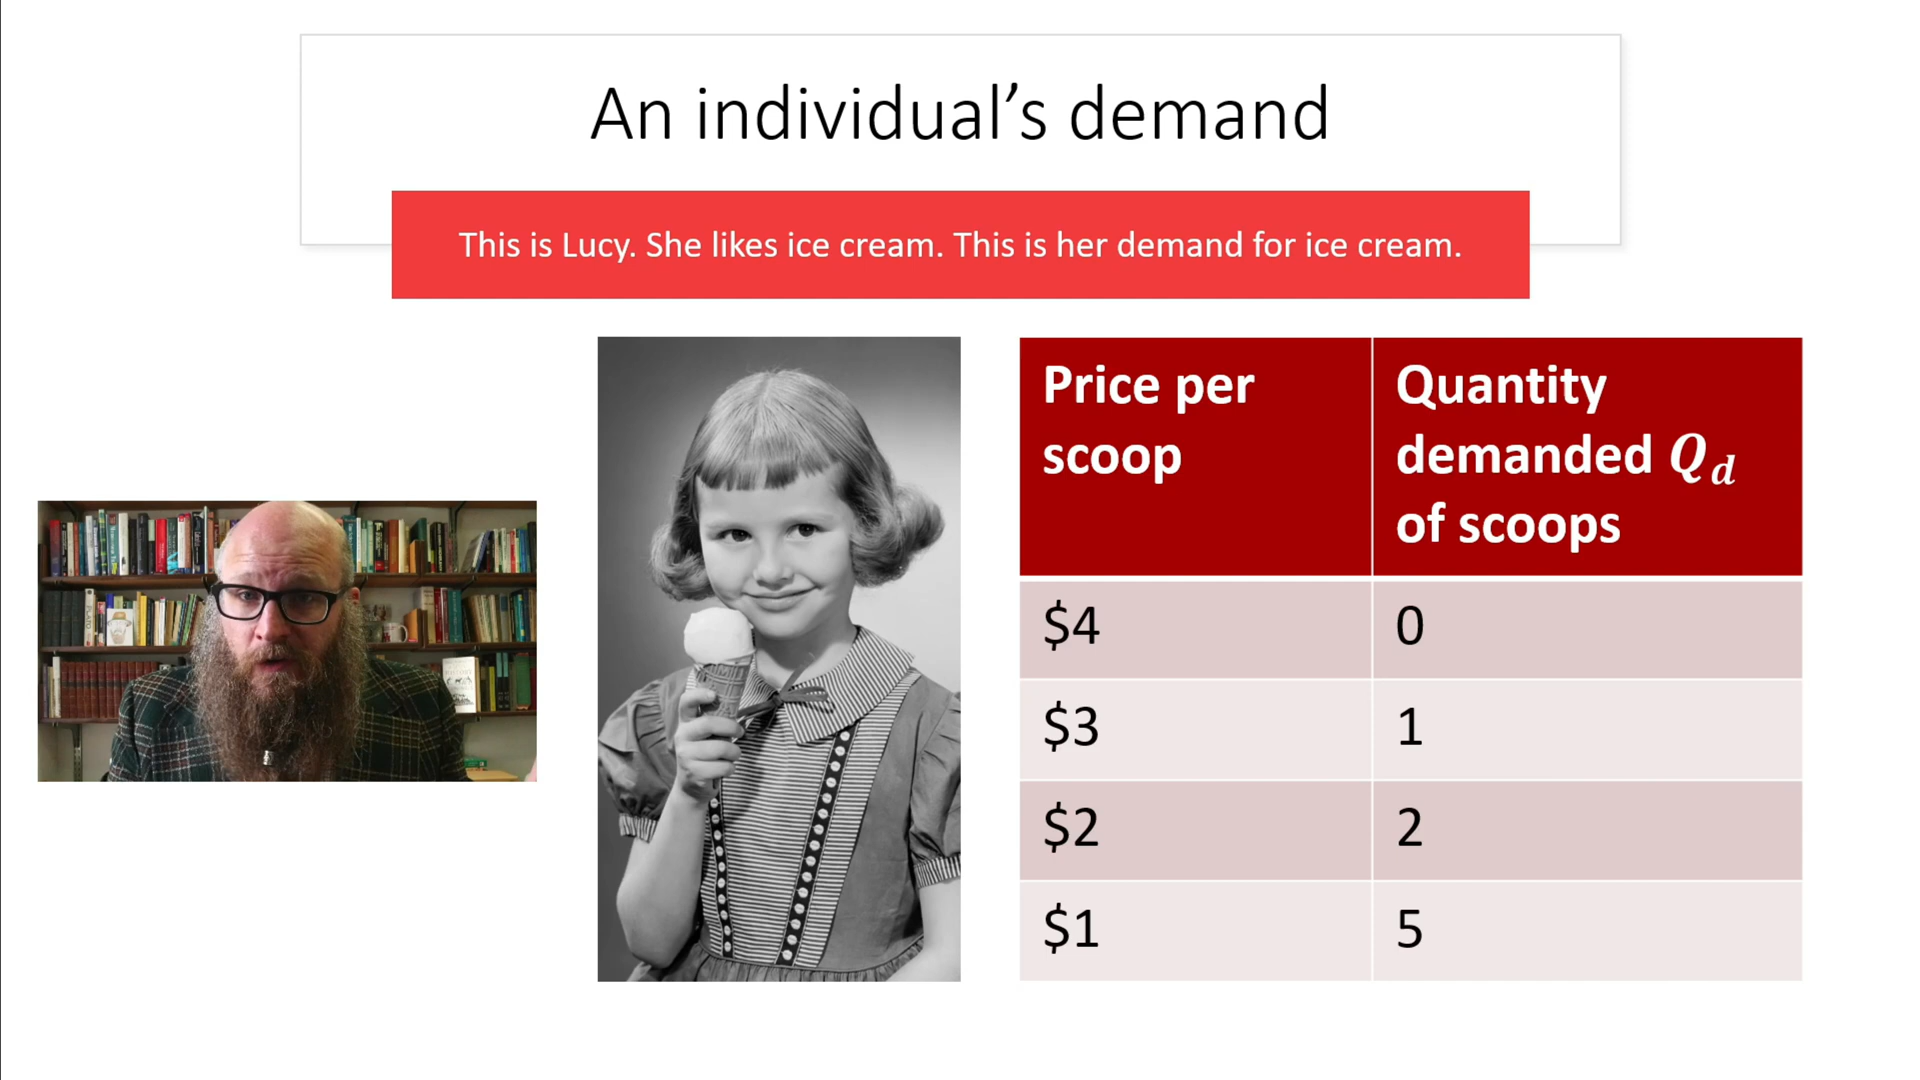 An individual’s demand
This is Lucy. She likes ice cream. This is her demand for ice cream.
Price per
scoop
Quantity
demanded Q_d
of scoops
$4 0
$3 1
$2 2
$1 5